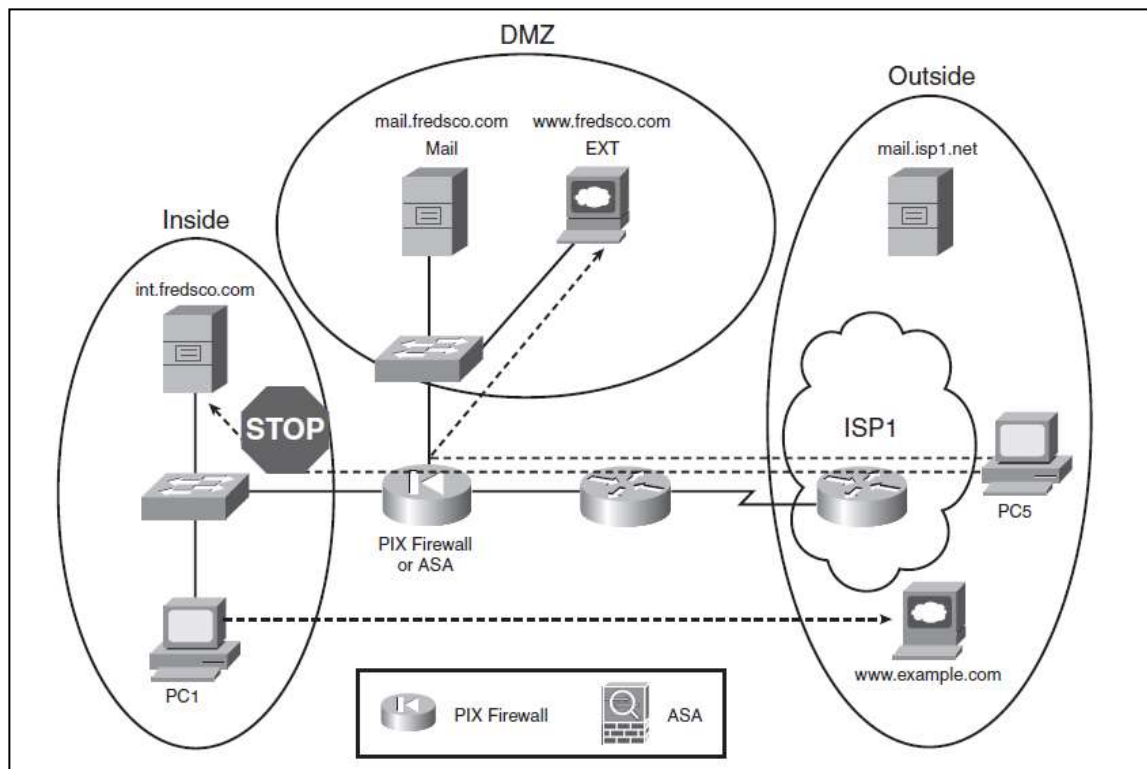 DMZ
Outside
mail.fredsco.com
www.fredsco.com
Mail
EXT
mail.isp1.net
Inside
int.fredsco.com
STOP
ISP1
PC5
PIX Firewall
or ASA
PC1
www.example.com
PIX Firewall
ASA